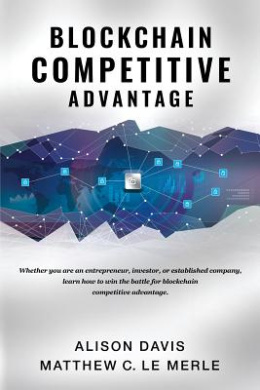 BLOCKCHAIN
COMPETITIVE
ADVANTAGE
Whether you are an entrepreneur, investor, or established company,
learn how to win the battle for blockchain
competitive advantage.
ALISON DAVIS
MATTHEW C. LE MERLE